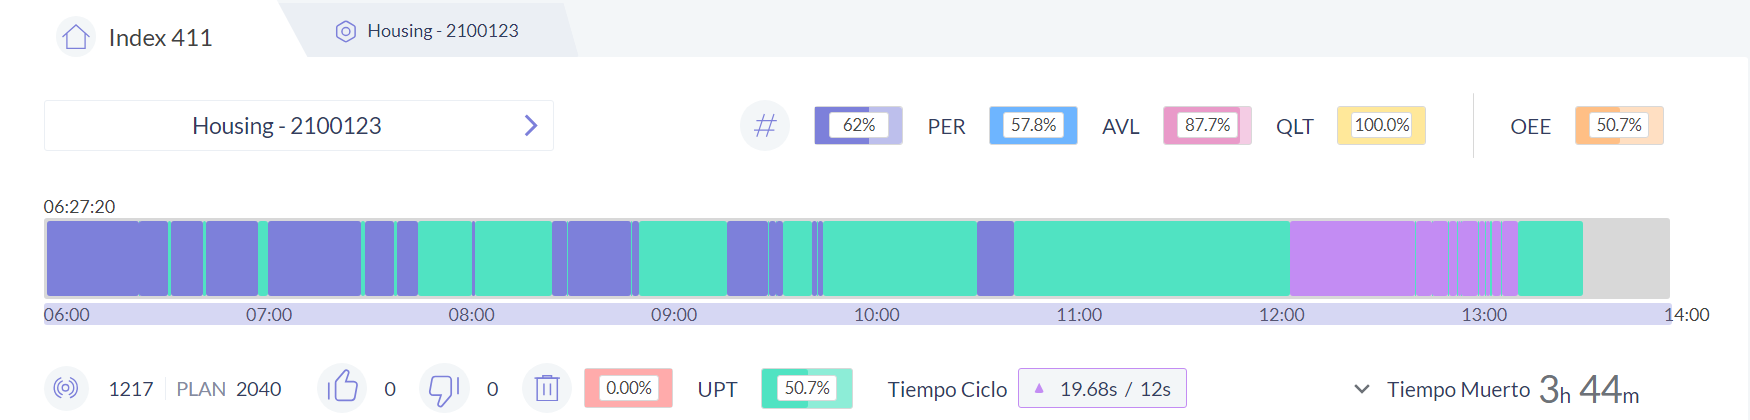 Index 411
Housing - 2100123
Housing - 2100123
# 62% PER 57.8% AVL 87.7% QLT 100.0% OEE 50.7%
06:27:20
06:00 07:00 08:00 09:00 10:00 11:00 12:00 13:00 14:00
1217 PLAN 2040 0 0 0.00% UPT 50.7% Tiempo Ciclo 19.68s / 12s Tiempo Muerto 3h 44m